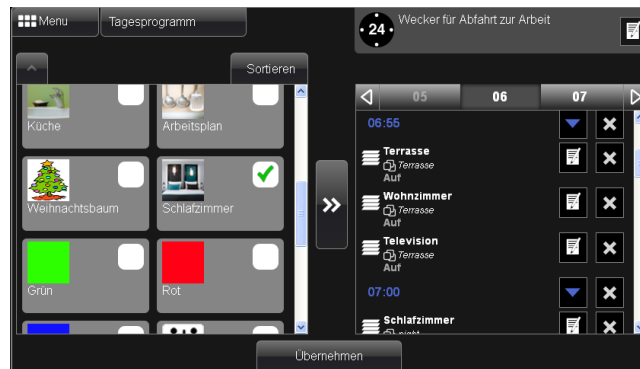 Menu
Tagesprogramm
24
Wecker für Abfahrt zur Arbeit
Sortieren
Küche
Arbeitsplan
Weihnachtsbaum
Schlafzimmer
Grün
Rot
05
06
07
06:55
Terrasse
Terrasse
Auf
Wohnzimmer
Terrasse
Auf
Television
Terrasse
Auf
07:00
Schlafzimmer
night
Übernehmen